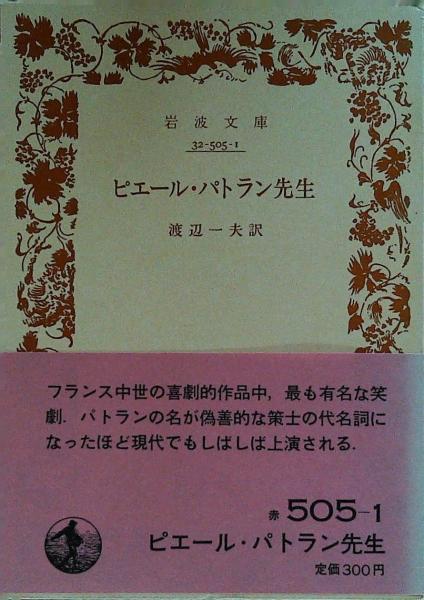 岩波文庫
32-505-1
ピエール・パトラン先生
渡辺一夫訳
フランス中世の喜劇的作品中，最も有名な笑
劇．パトランの名が偽善的な策士の代名詞に
なったほど現代でもしばしば上演される．
赤 505-1
ピエール・パトラン先生
定価300円